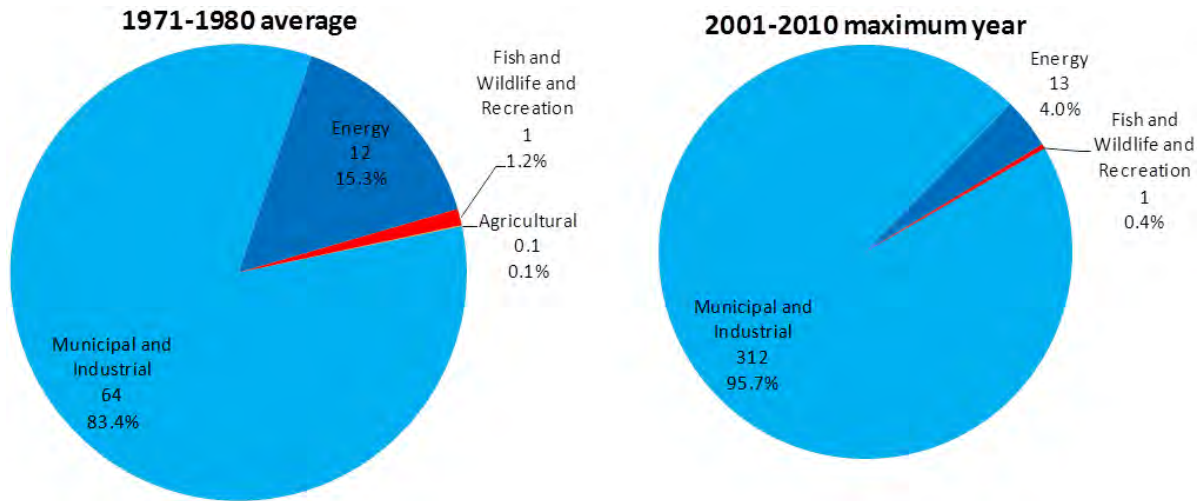 1971-1980 average
Fish and
Wildlife and
Recreation
1
1.2%
Energy
12
15.3%
Agricultural
0.1
0.1%
Municipal and
Industrial
64
83.4%
2001-2010 maximum year
Energy
13
4.0%
Fish and
Wildlife and
Recreation
1
0.4%
Municipal and
Industrial
312
95.7%